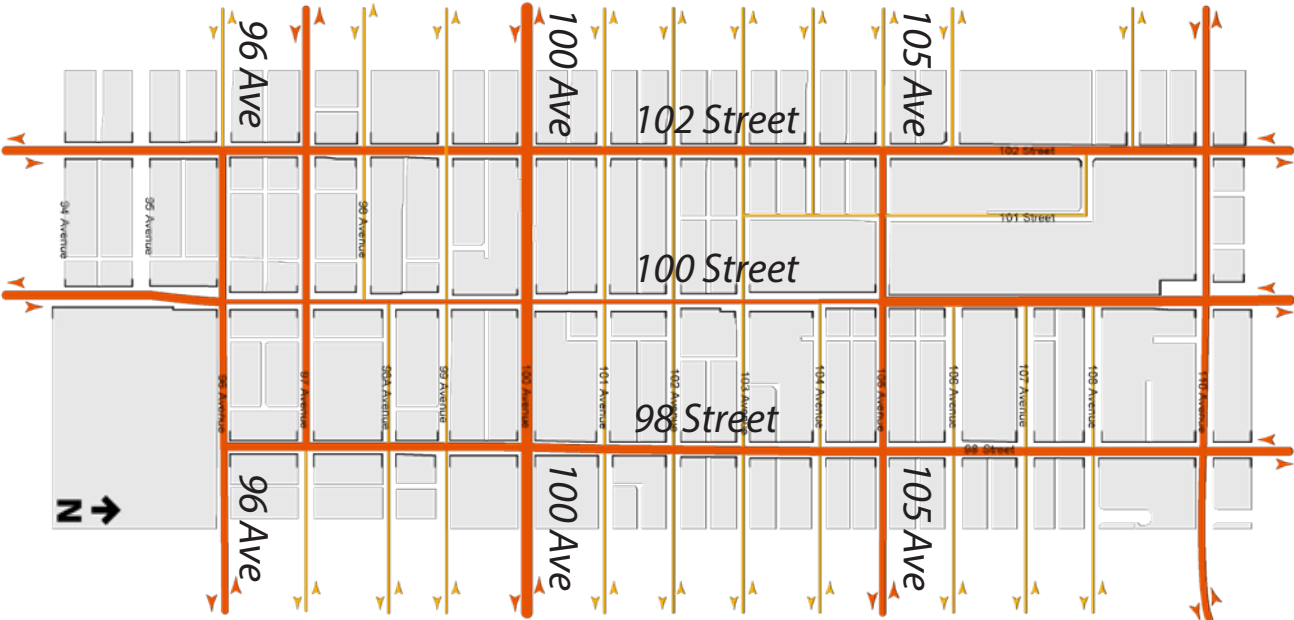 96 Ave
100 Ave
105 Ave
102 Street
102 Street
94 Avenue
95 Avenue
98 Avenue
101 Street
100 Street
96 Avenue
97 Avenue
98A Avenue
99 Avenue
100 Avenue
101 Avenue
102 Avenue
103 Avenue
104 Avenue
105 Avenue
106 Avenue
107 Avenue
108 Avenue
110 Avenue
98 Street
98 Street
96 Ave
100 Ave
105 Ave
N